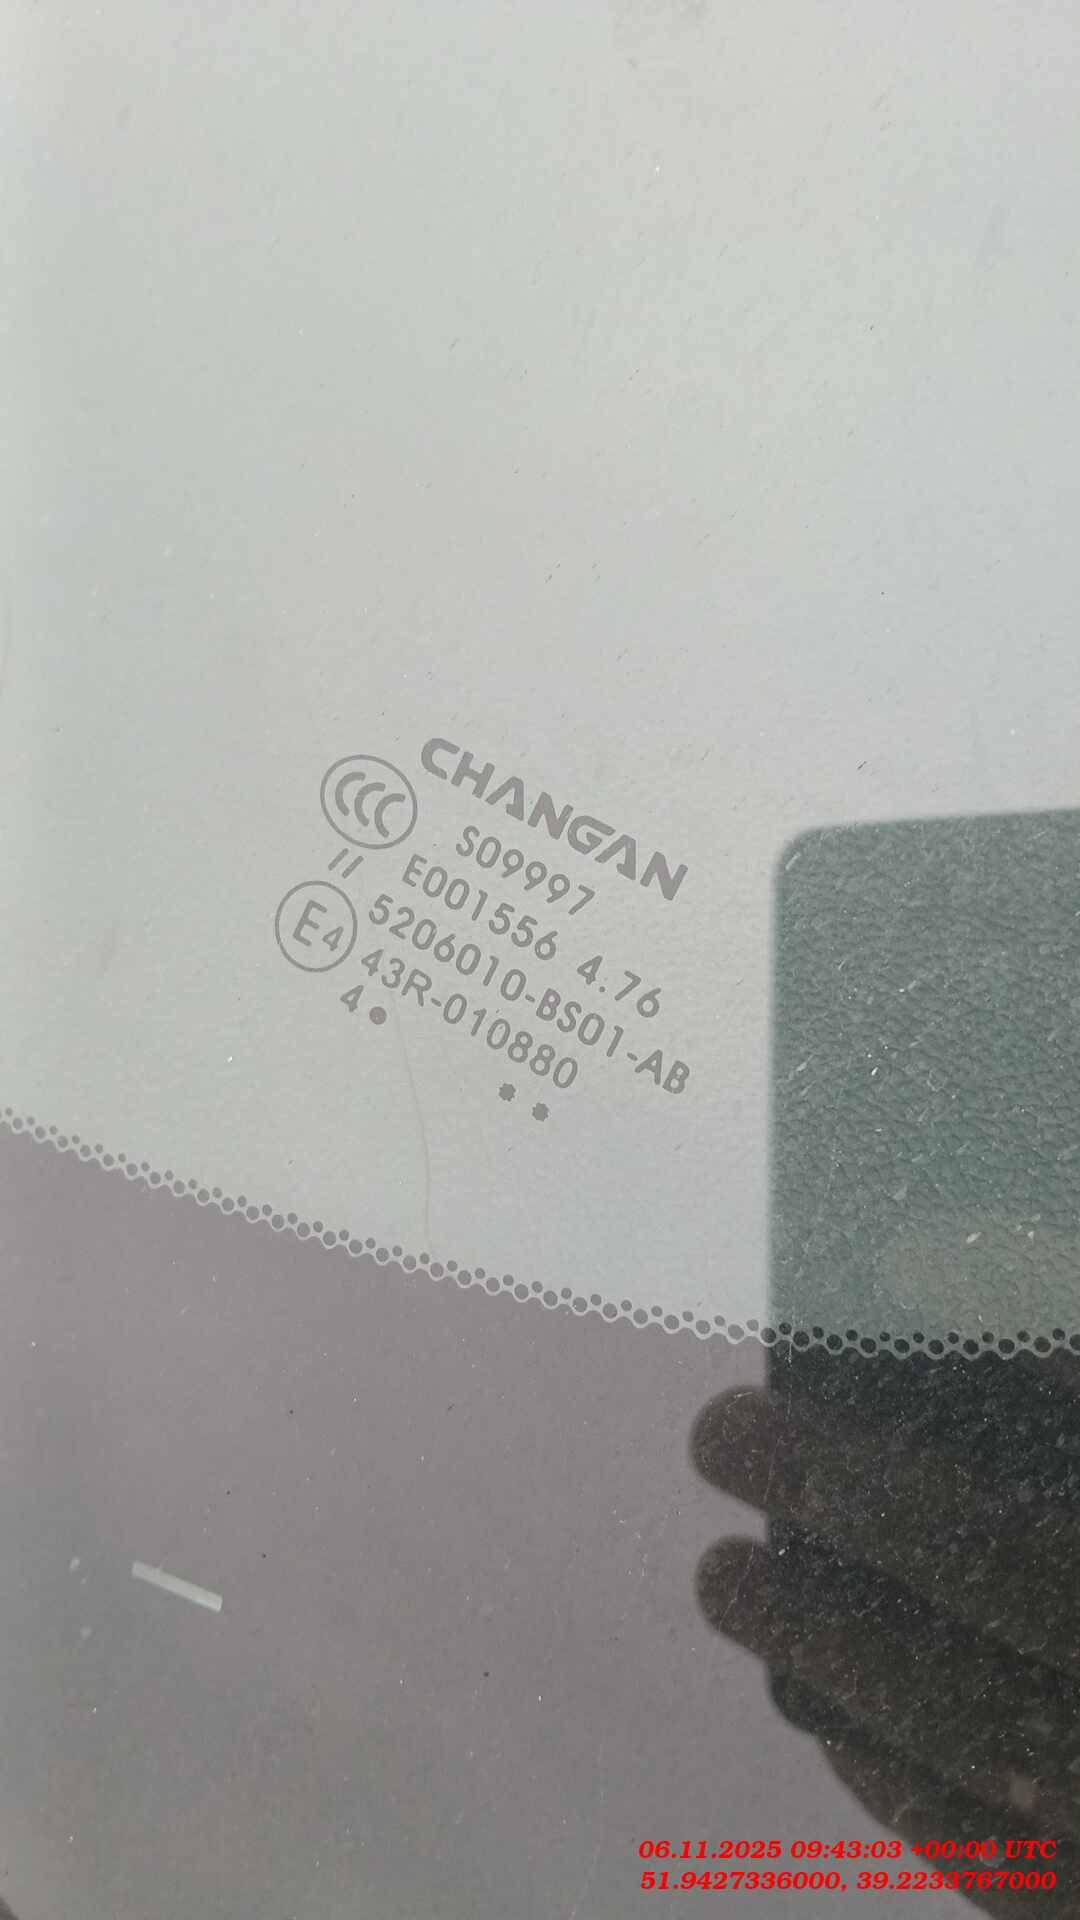 CHANGAN
CCC
S09997
E001556 4.76
//
5206010-BS01-AB
E4
43R-010880
4
06.11.2025 09:43:03 +00:00 UTC
51.9427336000, 39.2233767000